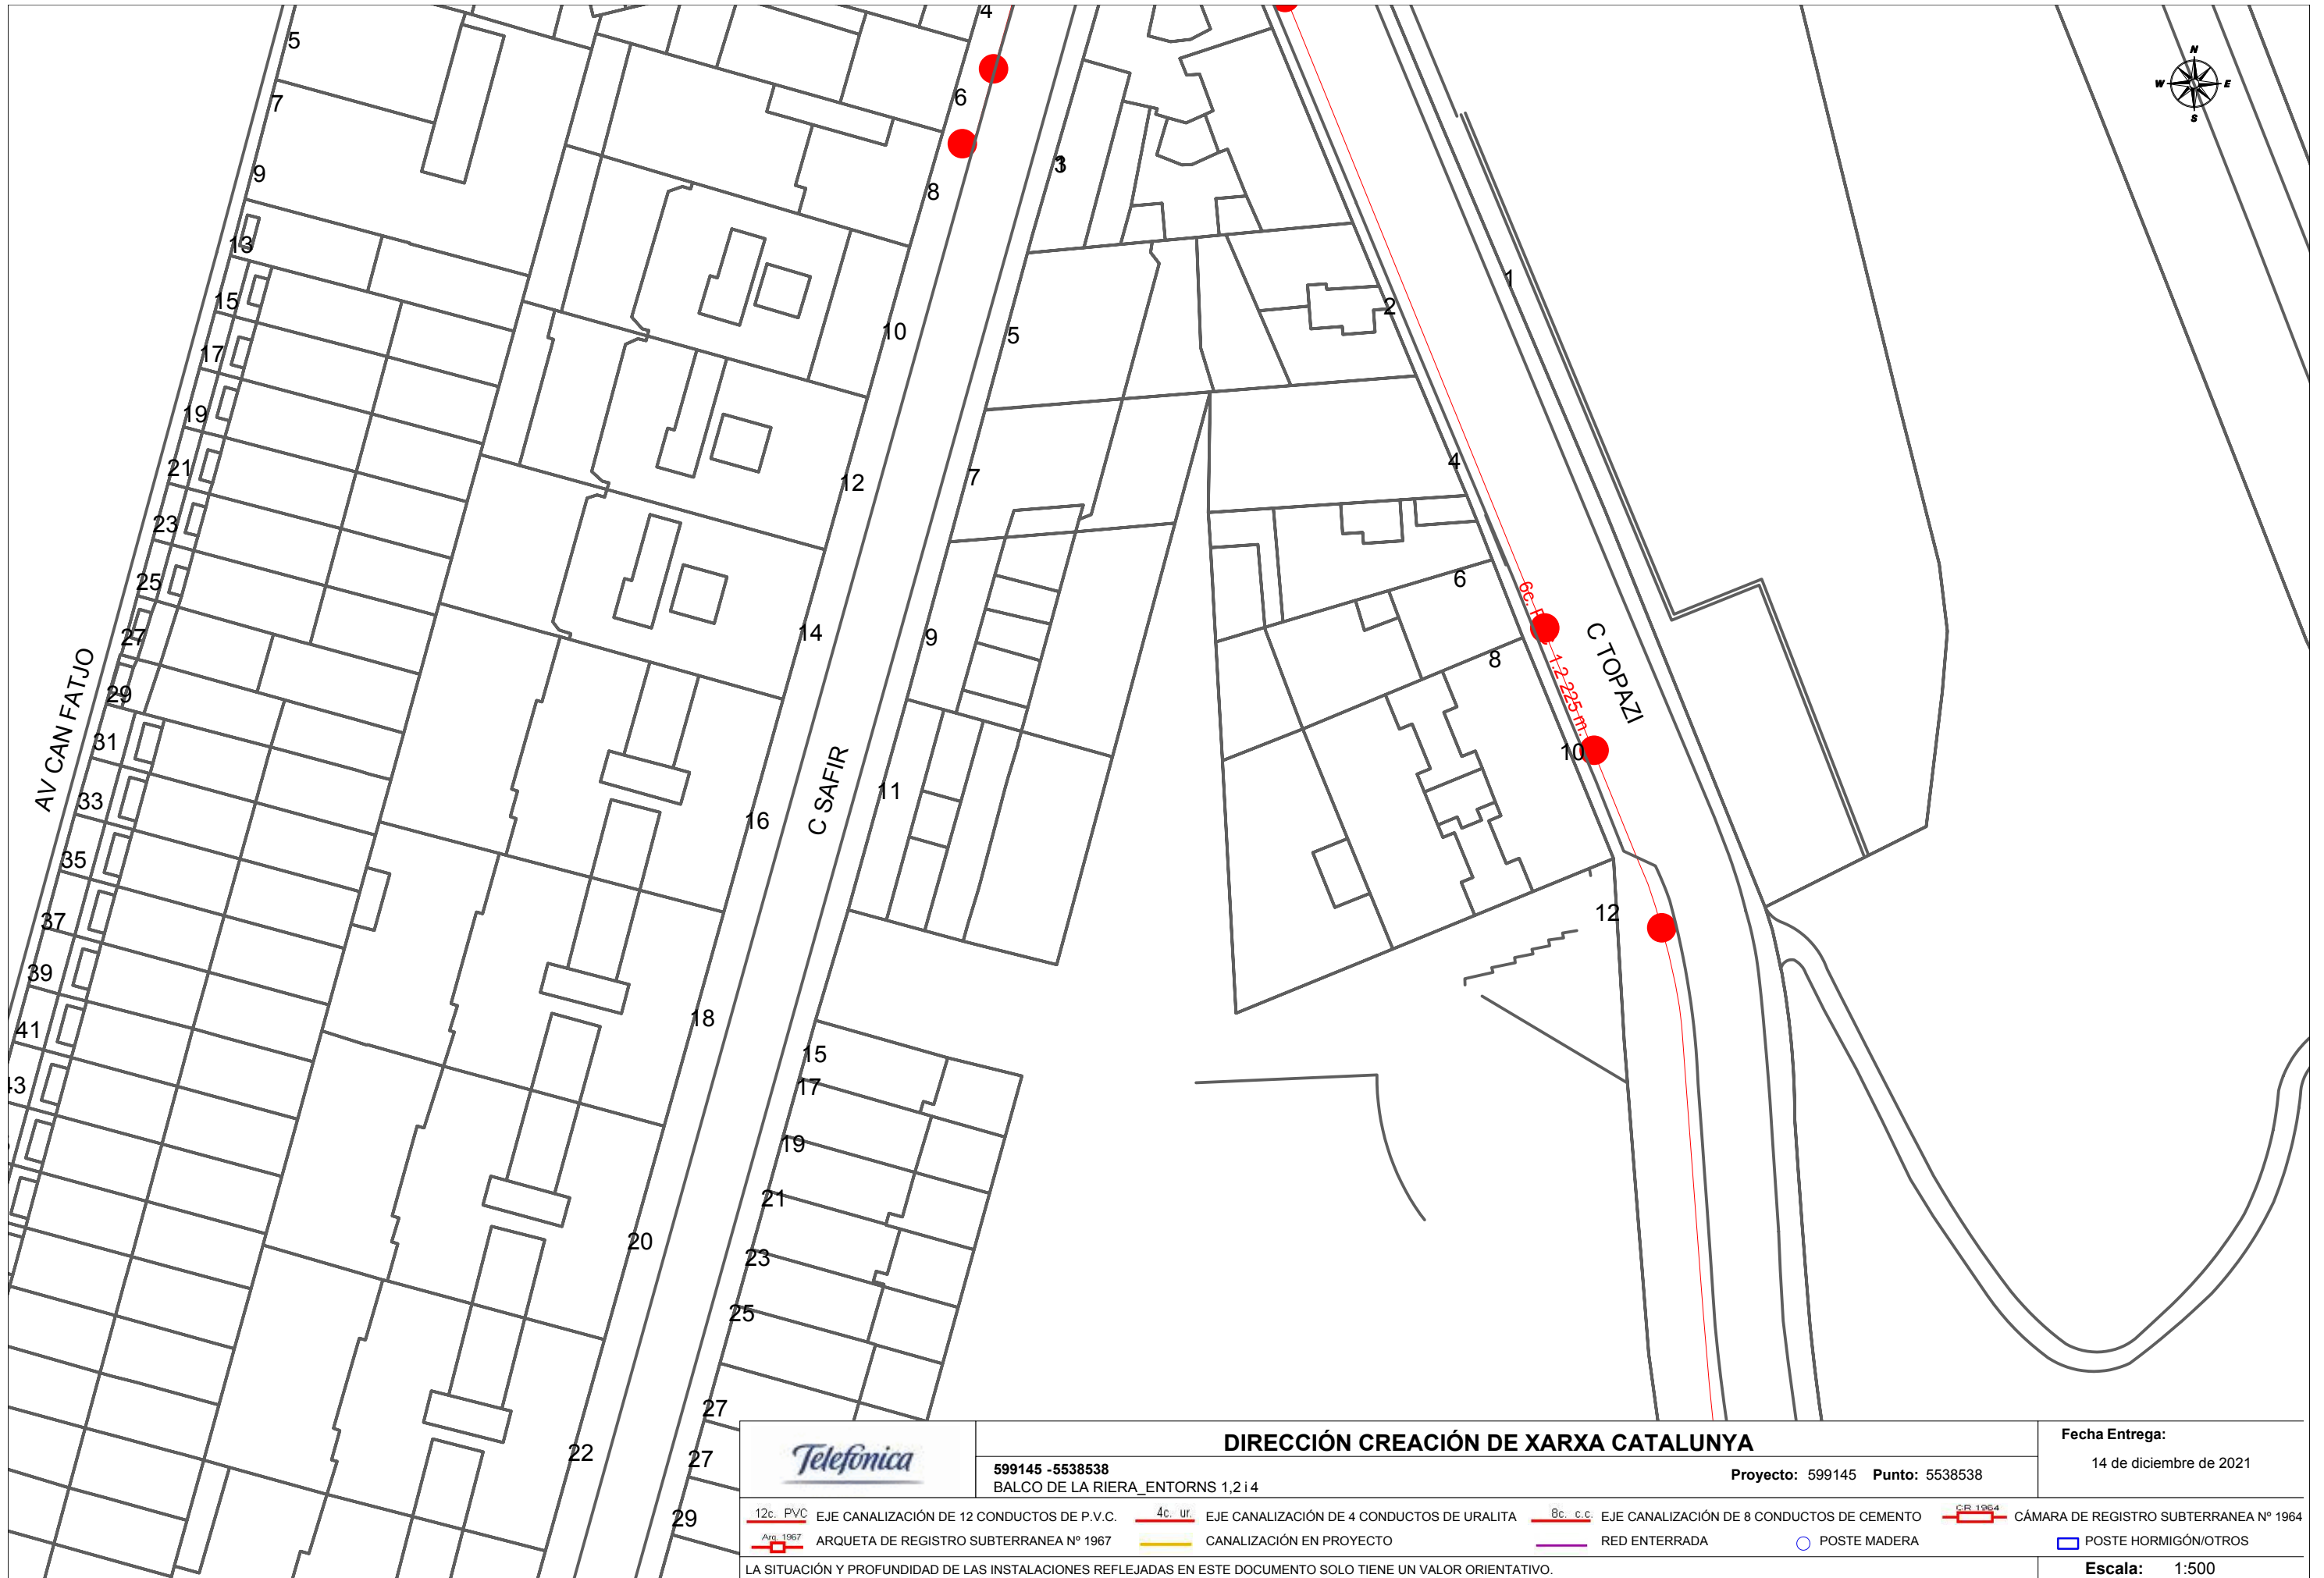 4
5
7
9
13
15
17
19
21
23
25
27
29
31
33
35
37
39
41
AV CAN FATJO
6
8
10
12
14
16
18
20
22
C SAFIR
3
5
7
9
11
15
17
19
21
23
25
27
27
29
1
2
4
6
8
10
12
C TOPAZI
6c.
1.2 225 m.
N
W E
S
Telefónica
DIRECCIÓN CREACIÓN DE XARXA CATALUNYA
599145 -5538538
BALCO DE LA RIERA_ENTORNS 1,2 i 4
Proyecto: 599145 Punto: 5538538
Fecha Entrega:
14 de diciembre de 2021
12c. PVC EJE CANALIZACIÓN DE 12 CONDUCTOS DE P.V.C. 4c. ur. EJE CANALIZACIÓN DE 4 CONDUCTOS DE URALITA 8c. c.c. EJE CANALIZACIÓN DE 8 CONDUCTOS DE CEMENTO C.R. 1964 CÁMARA DE REGISTRO SUBTERRANEA Nº 1964
Arq. 1967 ARQUETA DE REGISTRO SUBTERRANEA Nº 1967 CANALIZACIÓN EN PROYECTO RED ENTERRADA POSTE MADERA POSTE HORMIGÓN/OTROS
LA SITUACIÓN Y PROFUNDIDAD DE LAS INSTALACIONES REFLEJADAS EN ESTE DOCUMENTO SOLO TIENE UN VALOR ORIENTATIVO.
Escala: 1:500